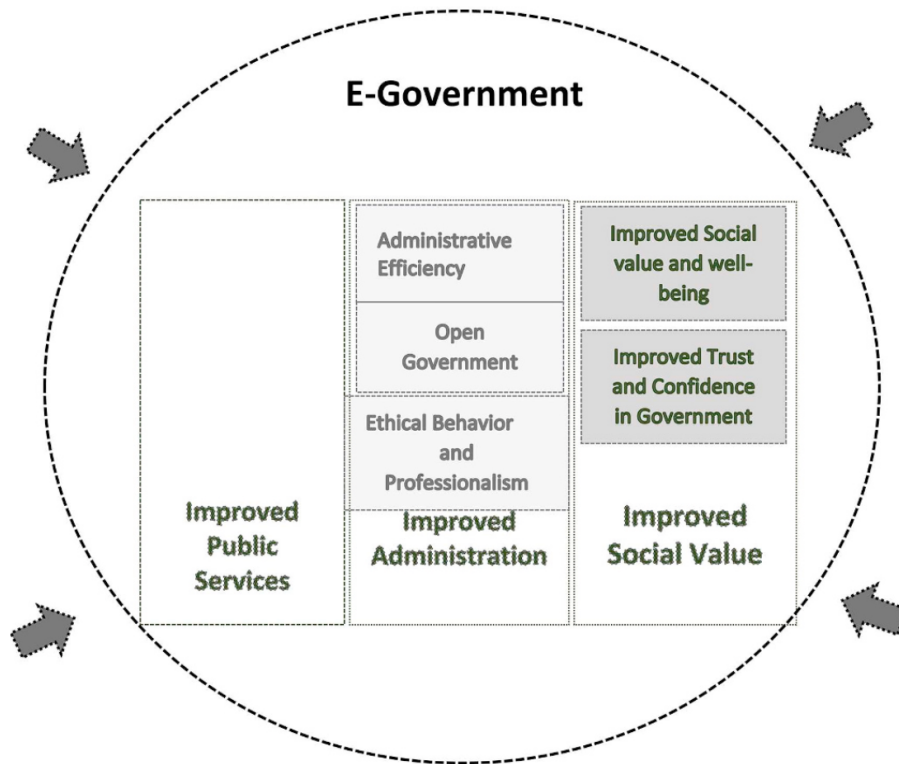 E-Government
Improved
Public
Services
Administrative
Efficiency
Open
Government
Ethical Behavior
and
Professionalism
Improved
Administration
Improved Social
value and well-
being
Improved Trust
and Confidence
in Government
Improved
Social Value